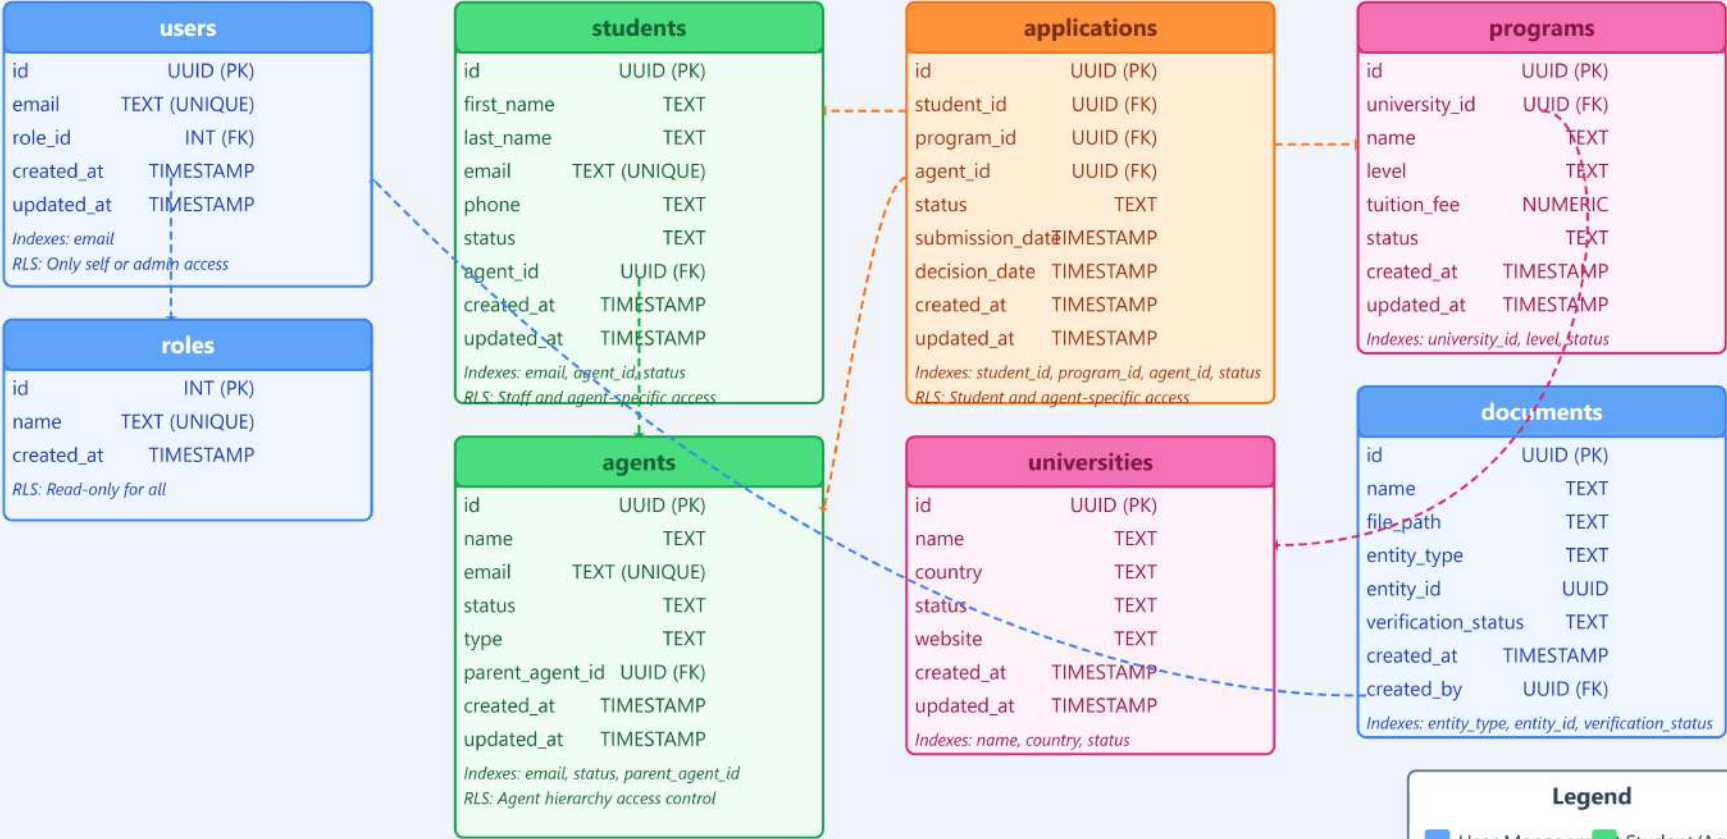 users
id UUID (PK)
email TEXT (UNIQUE)
role_id INT (FK)
created_at TIMESTAMP
updated_at TIMESTAMP
Indexes: email
RLS: Only self or admin access
roles
id INT (PK)
name TEXT (UNIQUE)
created_at TIMESTAMP
RLS: Read-only for all
students
id UUID (PK)
first_name TEXT
last_name TEXT
email TEXT (UNIQUE)
phone TEXT
status TEXT
agent_id UUID (FK)
created_at TIMESTAMP
updated_at TIMESTAMP
Indexes: email, agent_id, status
RLS: Staff and agent-specific access
agents
id UUID (PK)
name TEXT
email TEXT (UNIQUE)
status TEXT
type TEXT
parent_agent_id UUID (FK)
created_at TIMESTAMP
updated_at TIMESTAMP
Indexes: email, status, parent_agent_id
RLS: Agent hierarchy access control
applications
id UUID (PK)
student_id UUID (FK)
program_id UUID (FK)
agent_id UUID (FK)
status TEXT
submission_date TIMESTAMP
decision_date TIMESTAMP
created_at TIMESTAMP
updated_at TIMESTAMP
Indexes: student_id, program_id, agent_id, status
RLS: Student and agent-specific access
universities
id UUID (PK)
name TEXT
country TEXT
status TEXT
website TEXT
created_at TIMESTAMP
updated_at TIMESTAMP
Indexes: name, country, status
programs
id UUID (PK)
university_id UUID (FK)
name TEXT
level TEXT
tuition_fee NUMERIC
status TEXT
created_at TIMESTAMP
updated_at TIMESTAMP
Indexes: university_id, level, status
documents
id UUID (PK)
name TEXT
file_path TEXT
entity_type TEXT
entity_id UUID
verification_status TEXT
created_at TIMESTAMP
created_by UUID (FK)
Indexes: entity_type, entity_id, verification_status
Legend